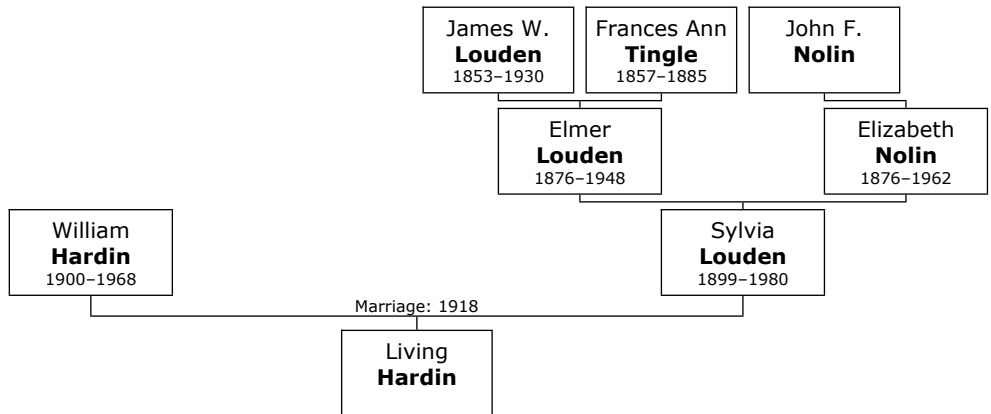 James W.
Louden
1853–1930
Frances Ann
Tingle
1857–1885
John F.
Nolin
Elmer
Louden
1876–1948
Elizabeth
Nolin
1876–1962
William
Hardin
1900–1968
Sylvia
Louden
1899–1980
Marriage: 1918
Living
Hardin